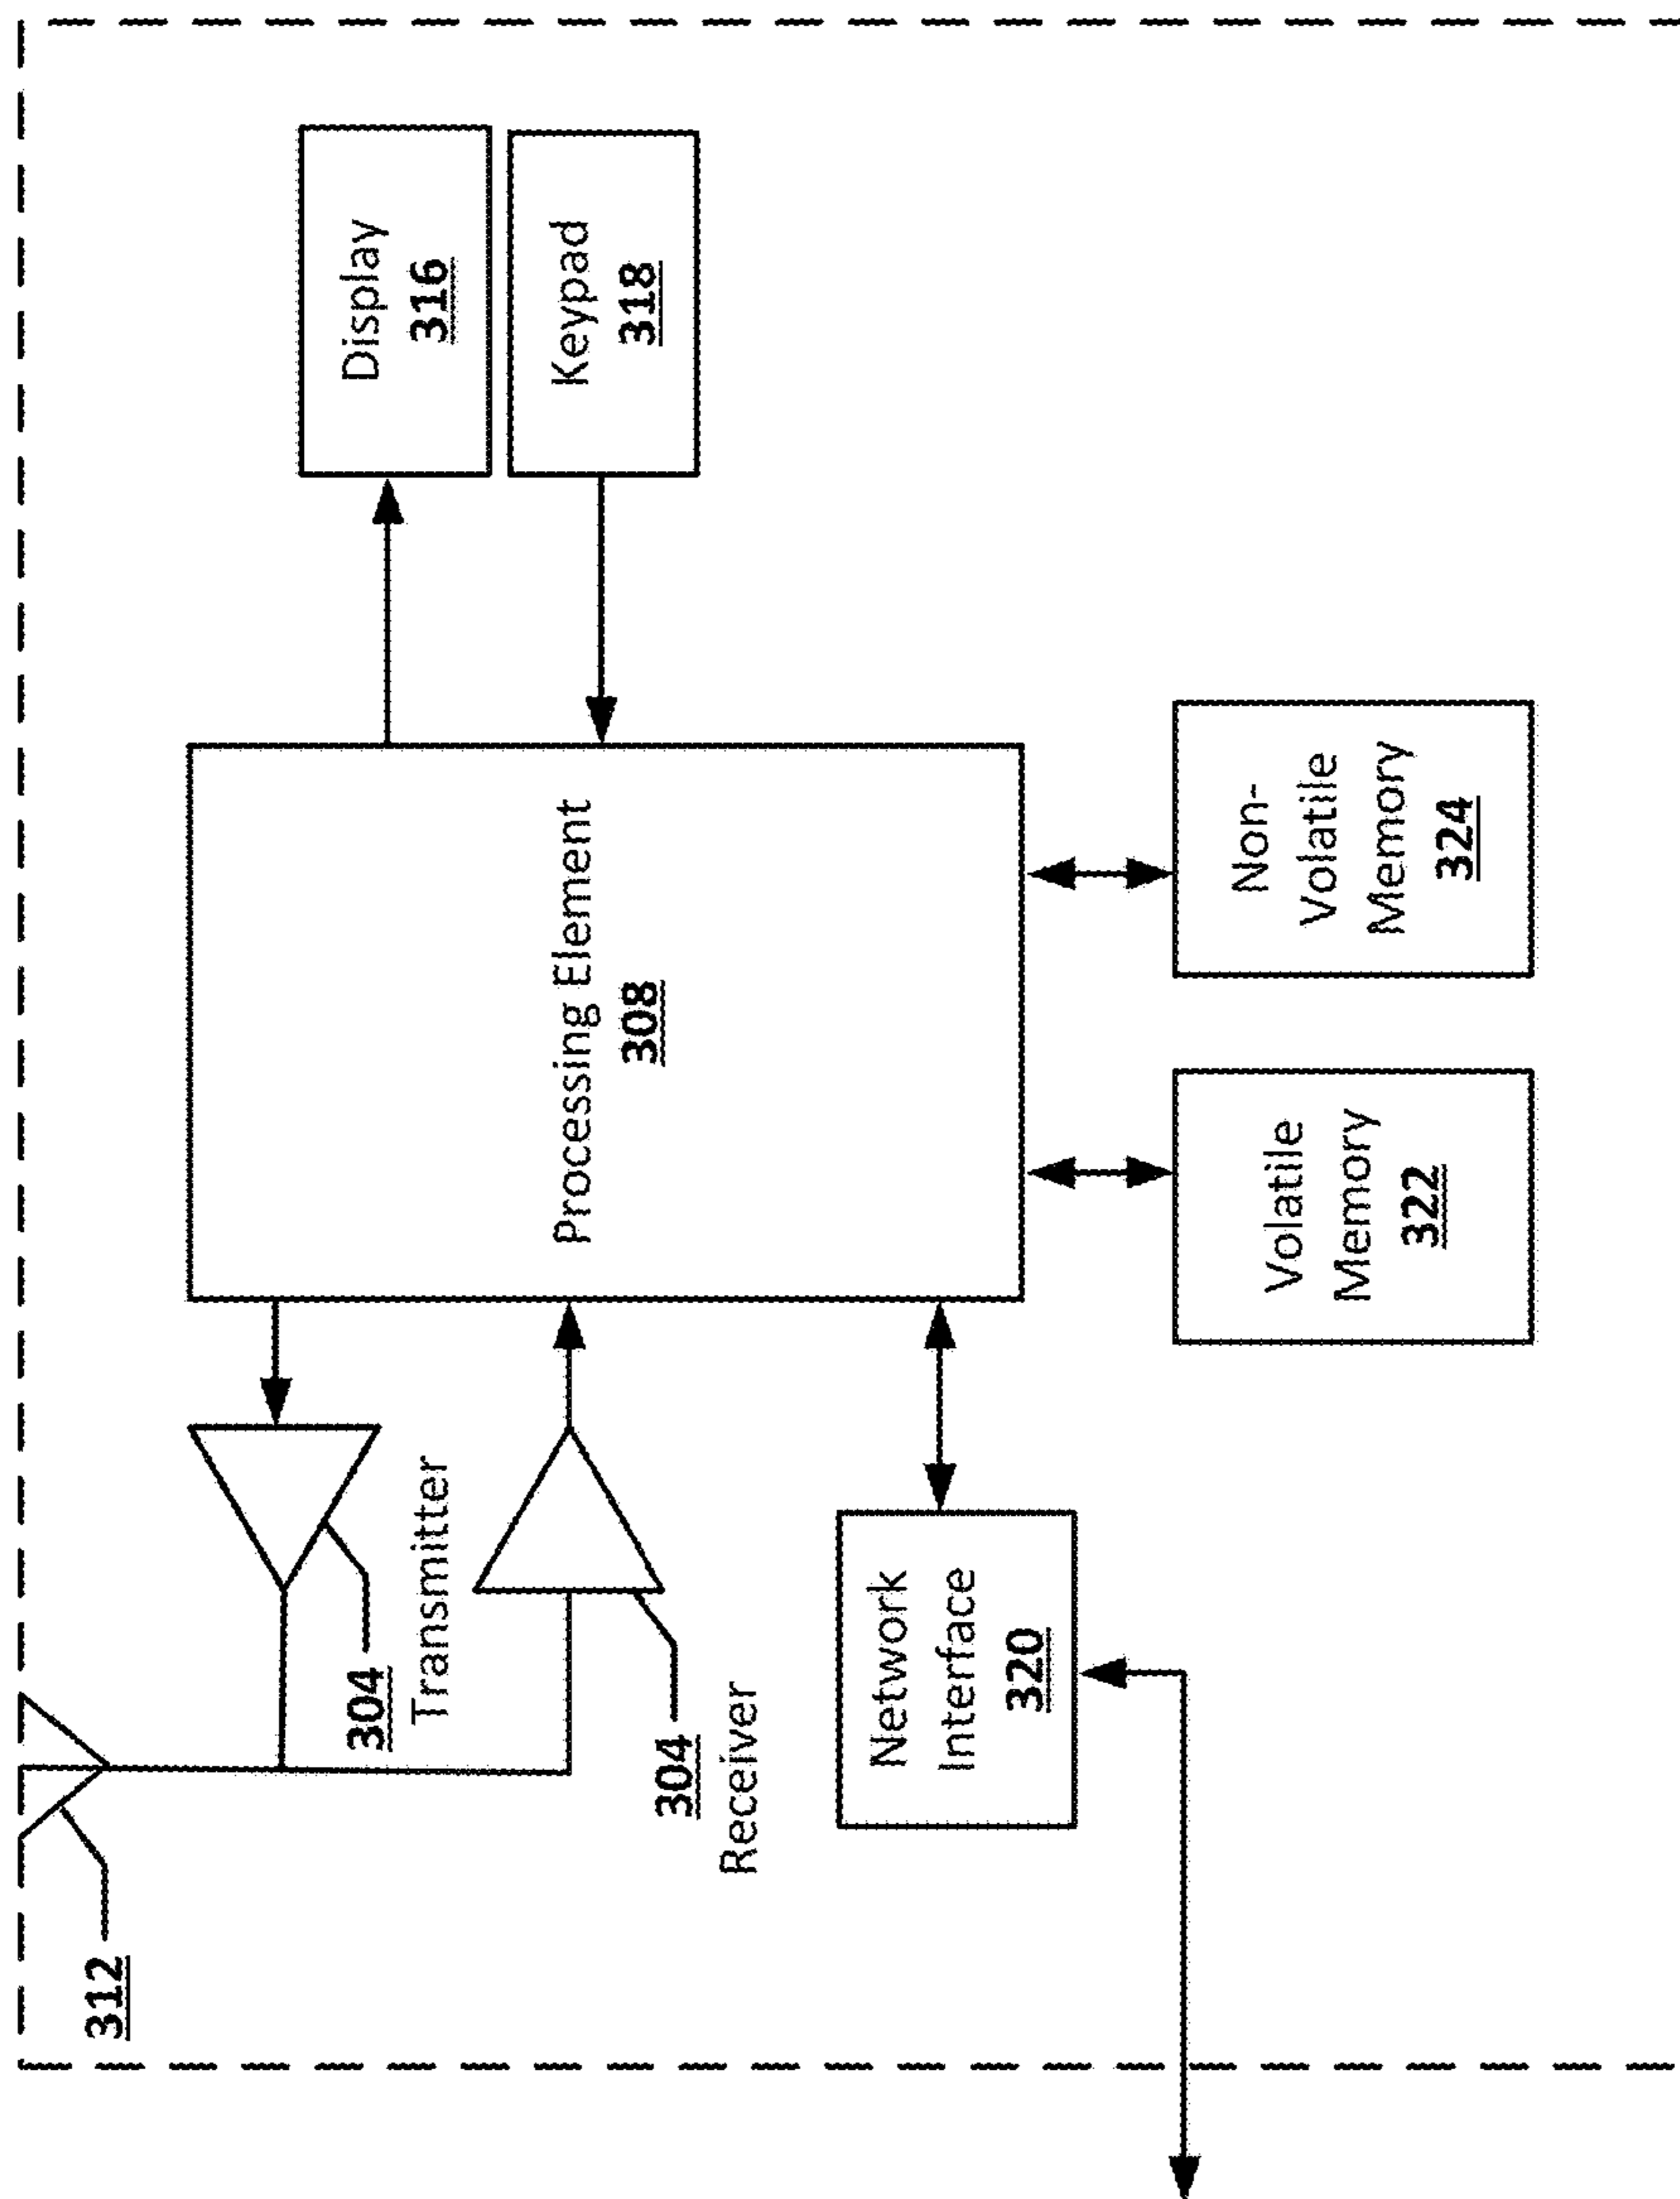 312
304
Transmitter
304
Receiver
Network
Interface
320
Processing Element
308
Display
316
Keypad
318
Volatile
Memory
322
Non-
Volatile
Memory
324